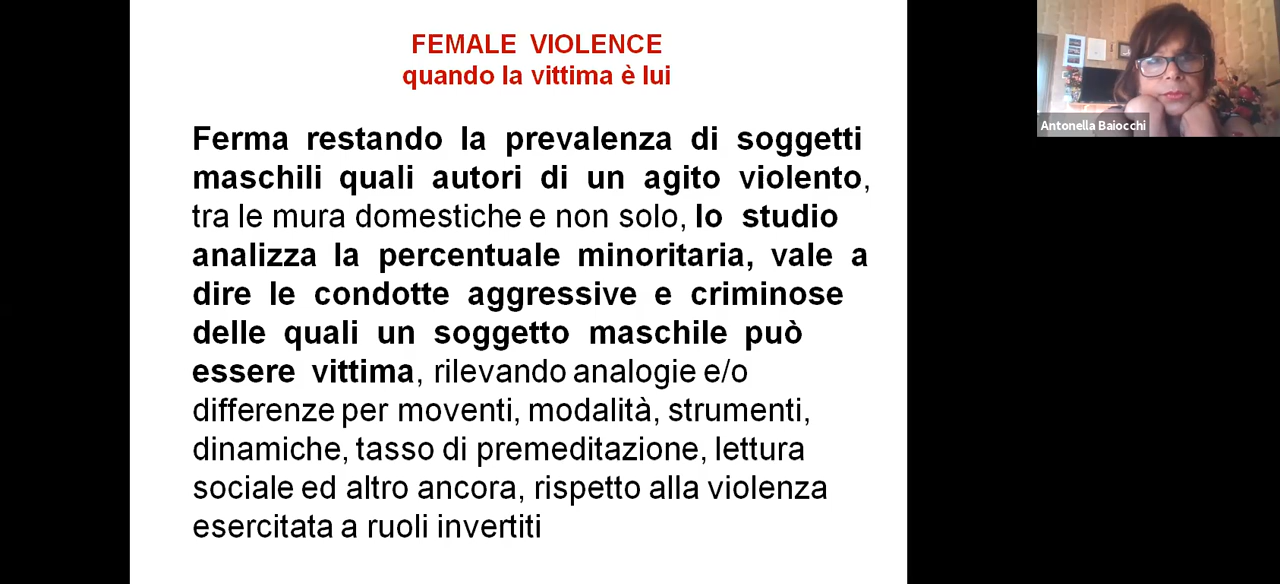 FEMALE VIOLENCE
quando la vittima è lui
Ferma restando la prevalenza di soggetti
maschili quali autori di un agito violento,
tra le mura domestiche e non solo, lo studio
analizza la percentuale minoritaria, vale a
dire le condotte aggressive e criminose
delle quali un soggetto maschile può
essere vittima, rilevando analogie e/o
differenze per moventi, modalità, strumenti,
dinamiche, tasso di premeditazione, lettura
sociale ed altro ancora, rispetto alla violenza
esercitata a ruoli invertiti
Antonella Baiocchi